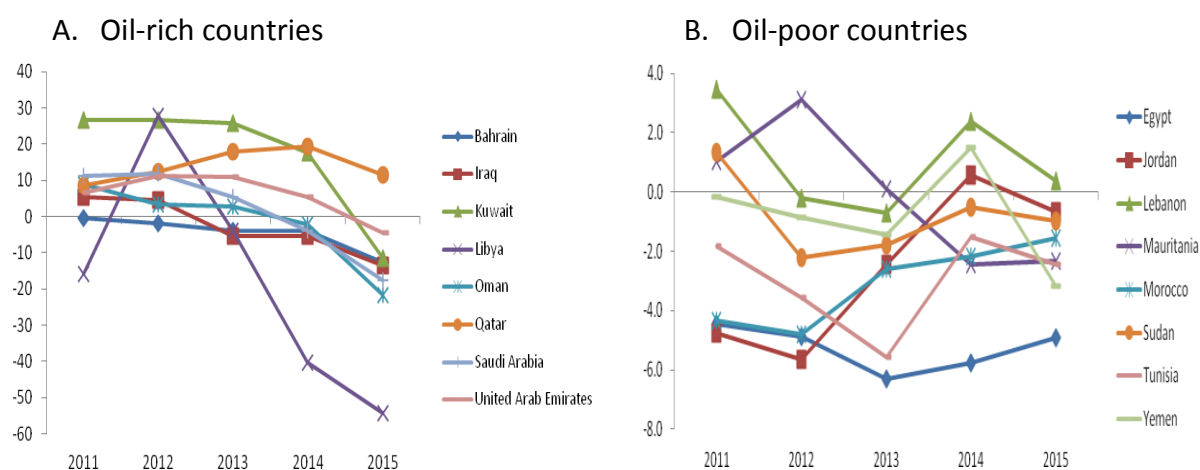 A. Oil-rich countries
40
30
20
10
0
-10
-20
-30
-40
-50
-60
2011 2012 2013 2014 2015
Bahrain
Iraq
Kuwait
Libya
Oman
Qatar
Saudi Arabia
United Arab Emirates
B. Oil-poor countries
4.0
2.0
0.0
-2.0
-4.0
-6.0
-8.0
2011 2012 2013 2014 2015
Egypt
Jordan
Lebanon
Mauritania
Morocco
Sudan
Tunisia
Yemen